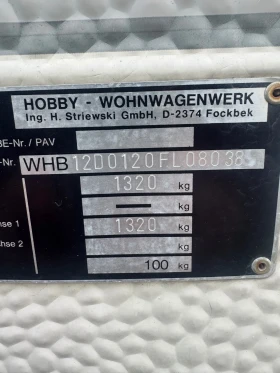 HOBBY - WOHNWAGENWERK
Ing. H. Striewski GmbH, D-2374 Fockbek
BE-Nr. / PAV
-Nr. WHB12D0120FL08038
1320 kg
— kg
hse 1 1320 kg
hse 2 kg
100 kg